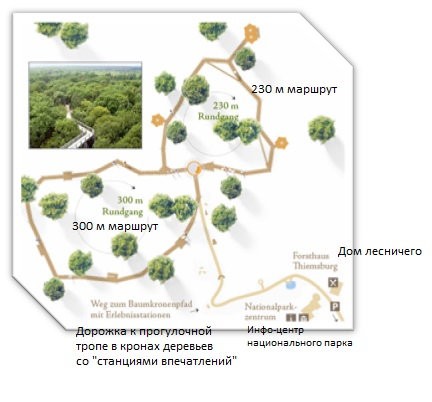 230 м маршрут
230 m
Rundgang
300 m
Rundgang
300 м маршрут
Дом лесничего
Forsthaus
Thiemsburg
Weg zum Baumkronenpfad
mit Erlebnisstationen
Nationalpark-
zentrum
P
i
Дорожка к прогулочной
тропе в кронах деревьев
со "станциями впечатлений"
Инфо-центр
национального парка